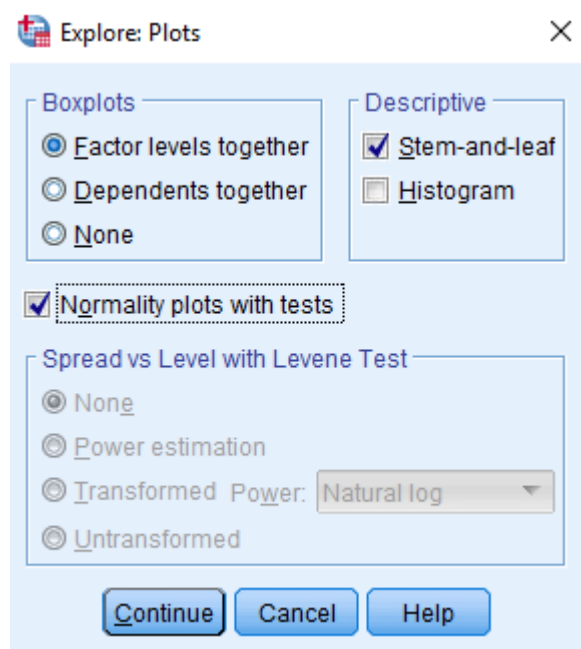 Explore: Plots
Boxplots
Factor levels together
Dependents together
None
Descriptive
Stem-and-leaf
Histogram
Normality plots with tests
Spread vs Level with Levene Test
None
Power estimation
Transformed Power: Natural log
Untransformed
Continue Cancel Help